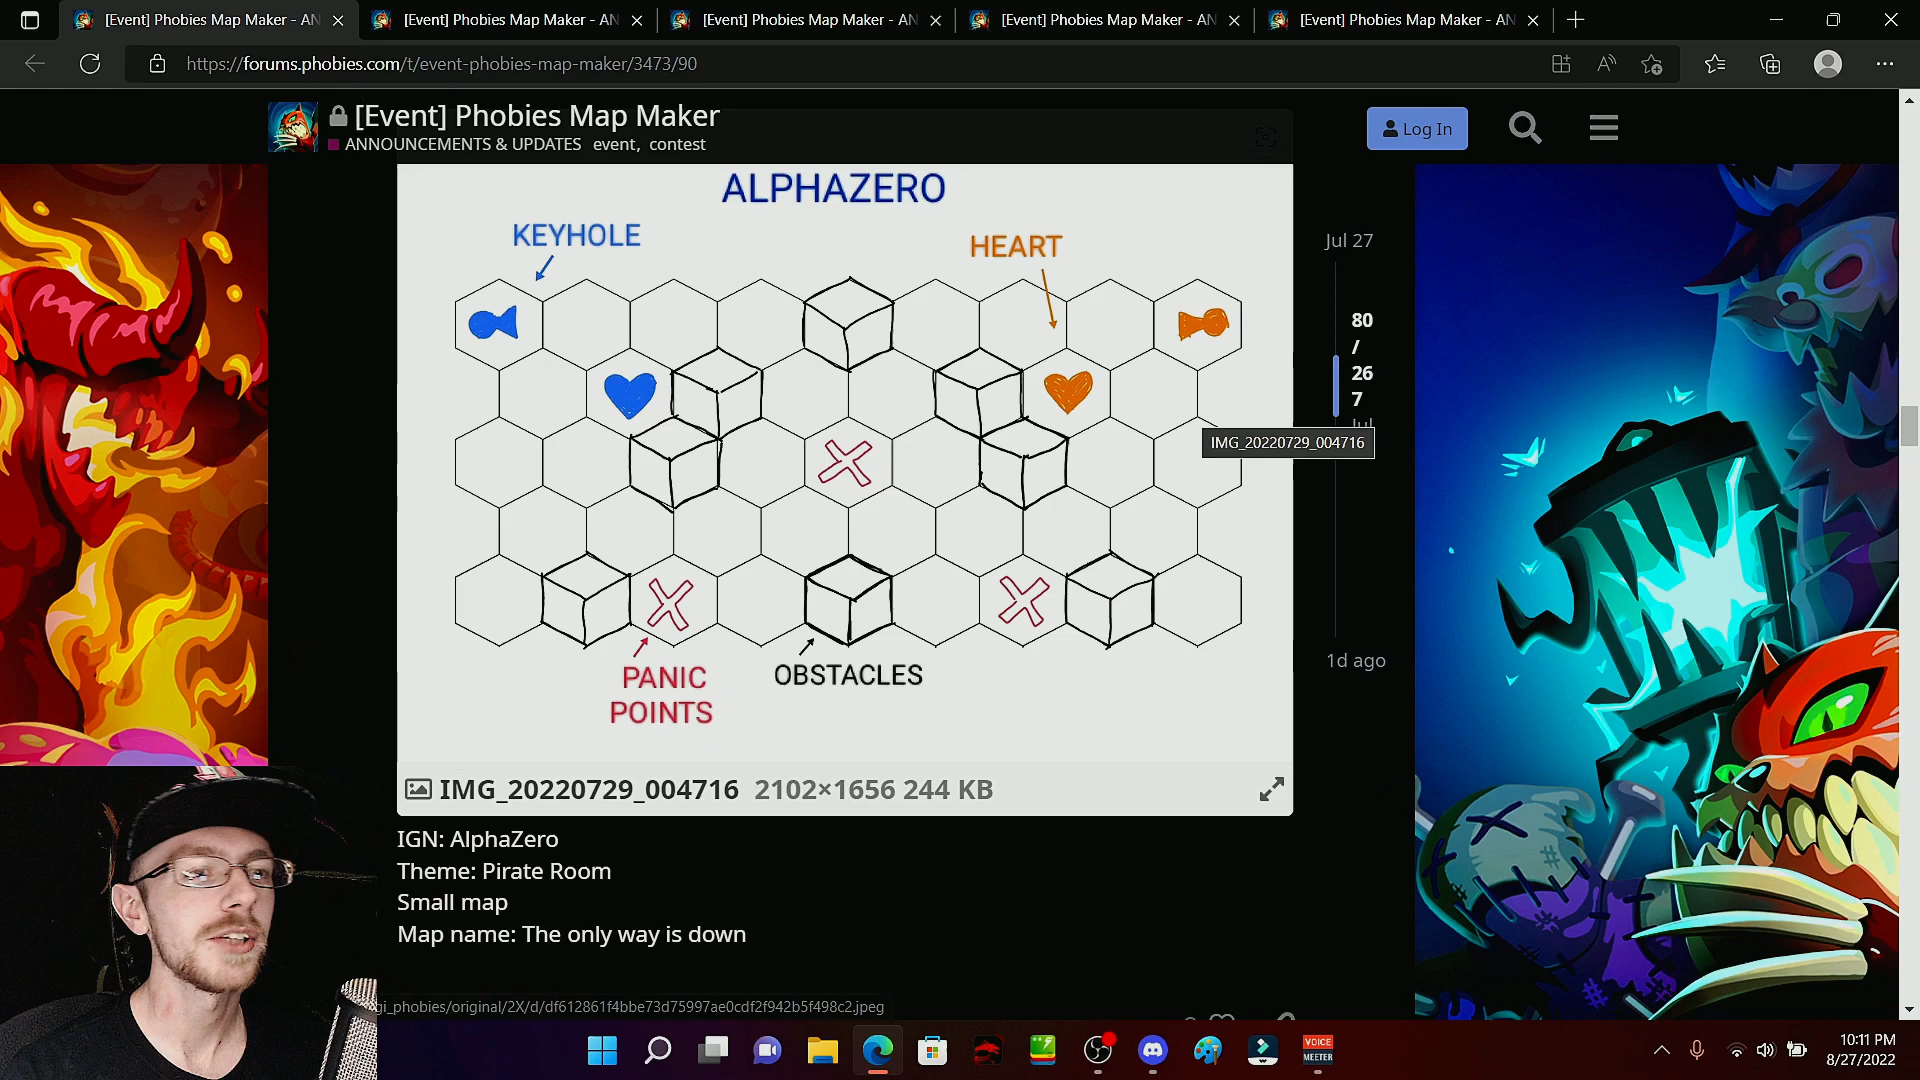 [Event] Phobies Map Maker - AN
[Event] Phobies Map Maker - AN
[Event] Phobies Map Maker - AN
[Event] Phobies Map Maker - AN
[Event] Phobies Map Maker - AN
https://forums.phobies.com/t/event-phobies-map-maker/3473/90
[Event] Phobies Map Maker
ANNOUNCEMENTS & UPDATES event, contest
Log In
ALPHAZERO
KEYHOLE
HEART
Jul 27
80
/
26
7
IMG_20220729_004716
PANIC
POINTS
OBSTACLES
1d ago
IMG_20220729_004716 2102×1656 244 KB
IGN: AlphaZero
Theme: Pirate Room
Small map
Map name: The only way is down
gi_phobies/original/2X/d/df612861f4bbe73d75997ae0cdf2f942b5f498c2.jpeg
VOICE
MEETER
10:11 PM
8/27/2022